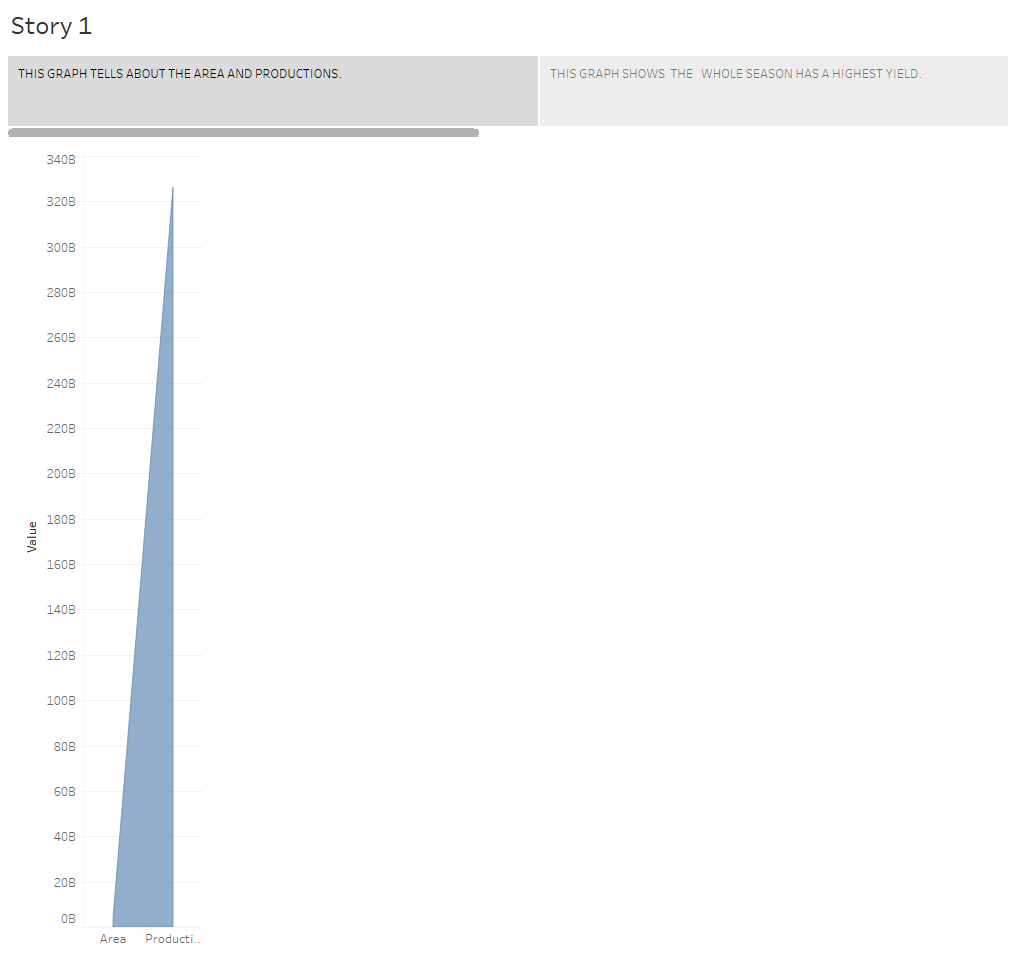 Story 1
THIS GRAPH TELLS ABOUT THE AREA AND PRODUCTIONS.
THIS GRAPH SHOWS THE WHOLE SEASON HAS A HIGHEST YIELD.
340B
320B
300B
280B
260B
240B
220B
200B
180B
160B
140B
120B
100B
80B
60B
40B
20B
0B
Value
Area Producti..